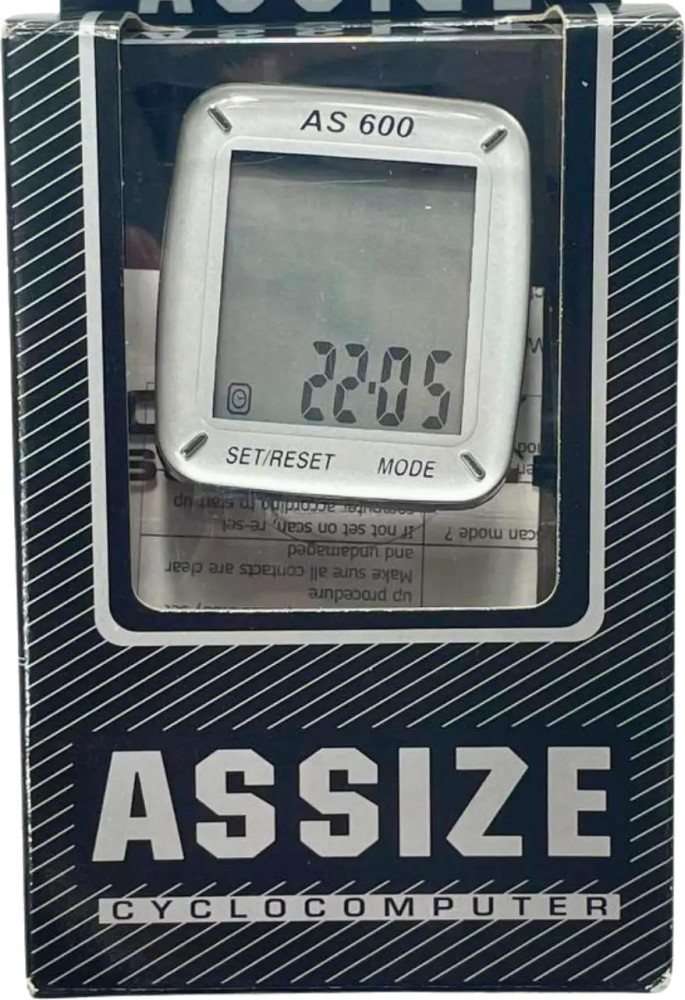 ASSIZE
AS 600
22:05
SET/RESET MODE
computer according to start up
If not set on scan, re-set
scan mode ?
and undamaged
Make sure all contacts are clear
up procedure
ASSIZE
CYCLOCOMPUTER